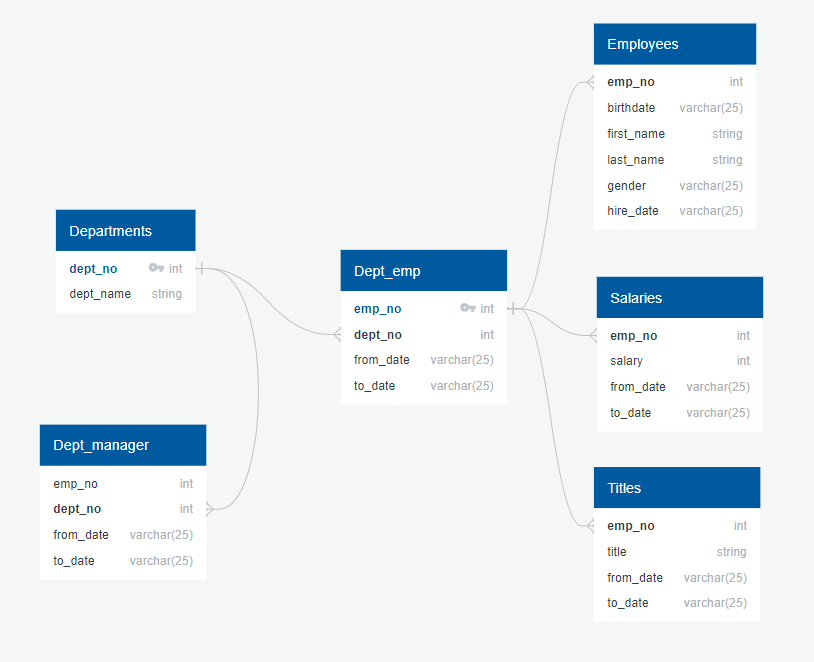 Employees
emp_no int
birthdate varchar(25)
first_name string
last_name string
gender varchar(25)
hire_date varchar(25)
Departments
dept_no int
dept_name string
Dept_emp
emp_no int
dept_no int
from_date varchar(25)
to_date varchar(25)
Salaries
emp_no int
salary int
from_date varchar(25)
to_date varchar(25)
Dept_manager
emp_no int
dept_no int
from_date varchar(25)
to_date varchar(25)
Titles
emp_no int
title string
from_date varchar(25)
to_date varchar(25)